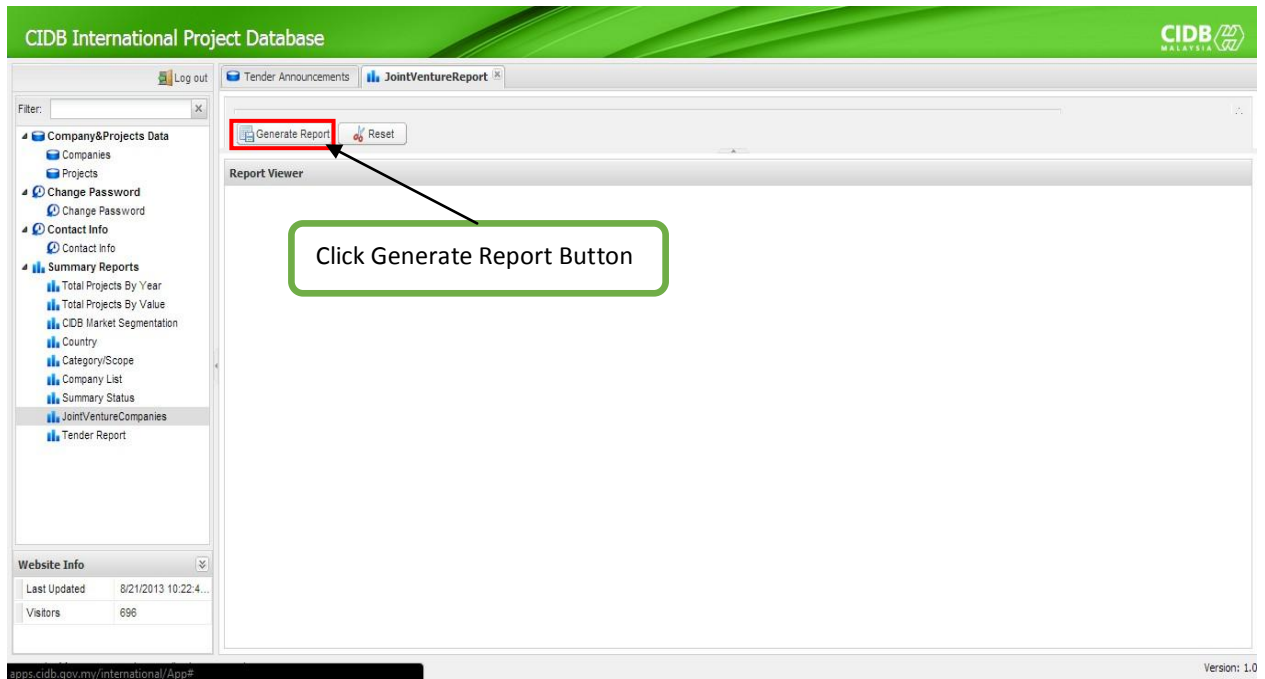 CIDB International Project Database
CIDB
MALAYSIA
Log out
Tender Announcements
JointVentureReport
Filter:
Generate Report
Reset
Company&Projects Data
Companies
Projects
Change Password
Change Password
Contact Info
Contact Info
Summary Reports
Total Projects By Year
Total Projects By Value
CIDB Market Segmentation
Country
Category/Scope
Company List
Summary Status
JointVentureCompanies
Tender Report
Report Viewer
Click Generate Report Button
Website Info
Last Updated 8/21/2013 10:22:4...
Visitors 696
apps.cidb.gov.my/international/App#
Version: 1.0